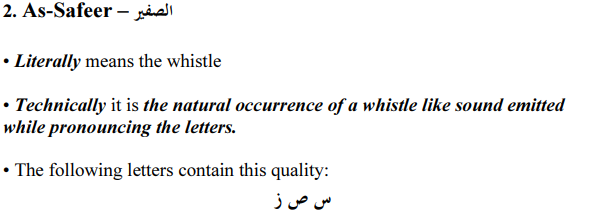 2. As-Safeer – الصفير
• Literally means the whistle
• Technically it is the natural occurrence of a whistle like sound emitted
while pronouncing the letters.
• The following letters contain this quality:
س ص ز